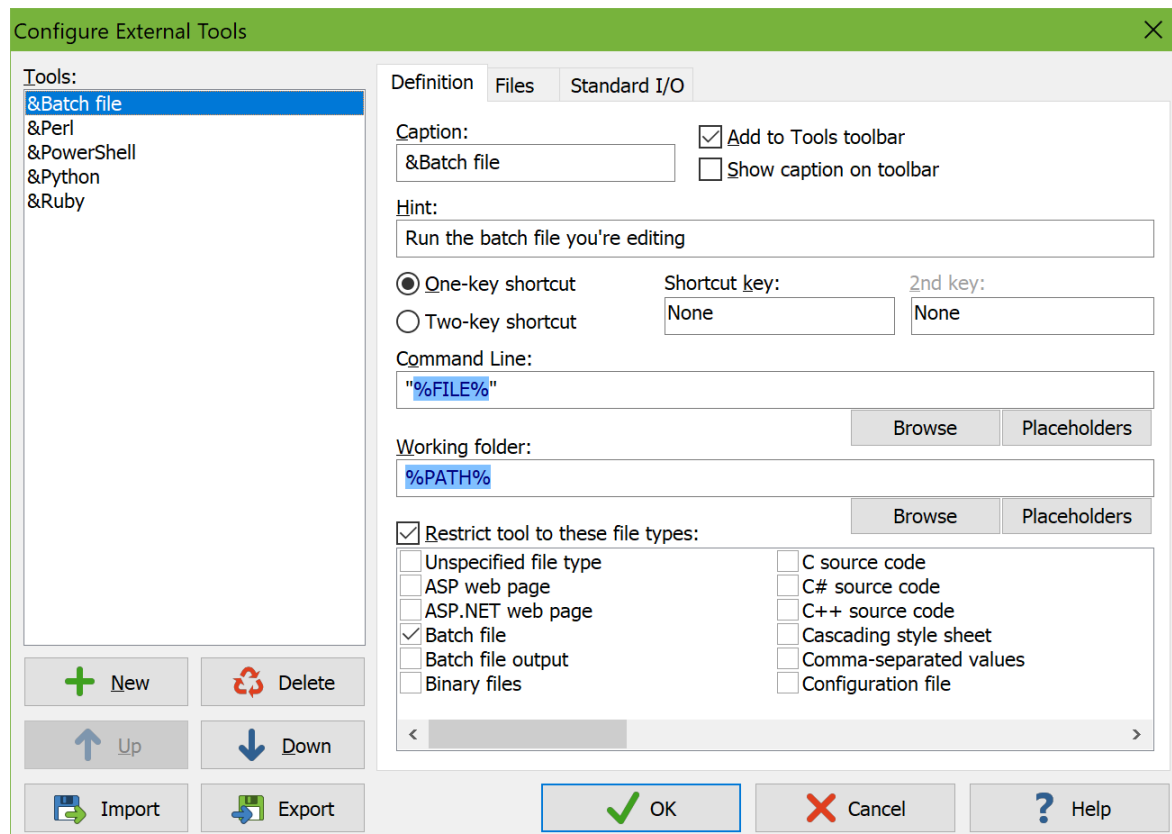 Configure External Tools
Tools:
&Batch file
&Perl
&PowerShell
&Python
&Ruby
New
Delete
Up
Down
Import
Export
Definition
Files
Standard I/O
Caption:
&Batch file
Add to Tools toolbar
Show caption on toolbar
Hint:
Run the batch file you're editing
One-key shortcut
Two-key shortcut
Shortcut key:
None
2nd key:
None
Command Line:
"%FILE%"
Browse
Placeholders
Working folder:
%PATH%
Browse
Placeholders
Restrict tool to these file types:
Unspecified file type
ASP web page
ASP.NET web page
Batch file
Batch file output
Binary files
C source code
C# source code
C++ source code
Cascading style sheet
Comma-separated values
Configuration file
OK
Cancel
? Help